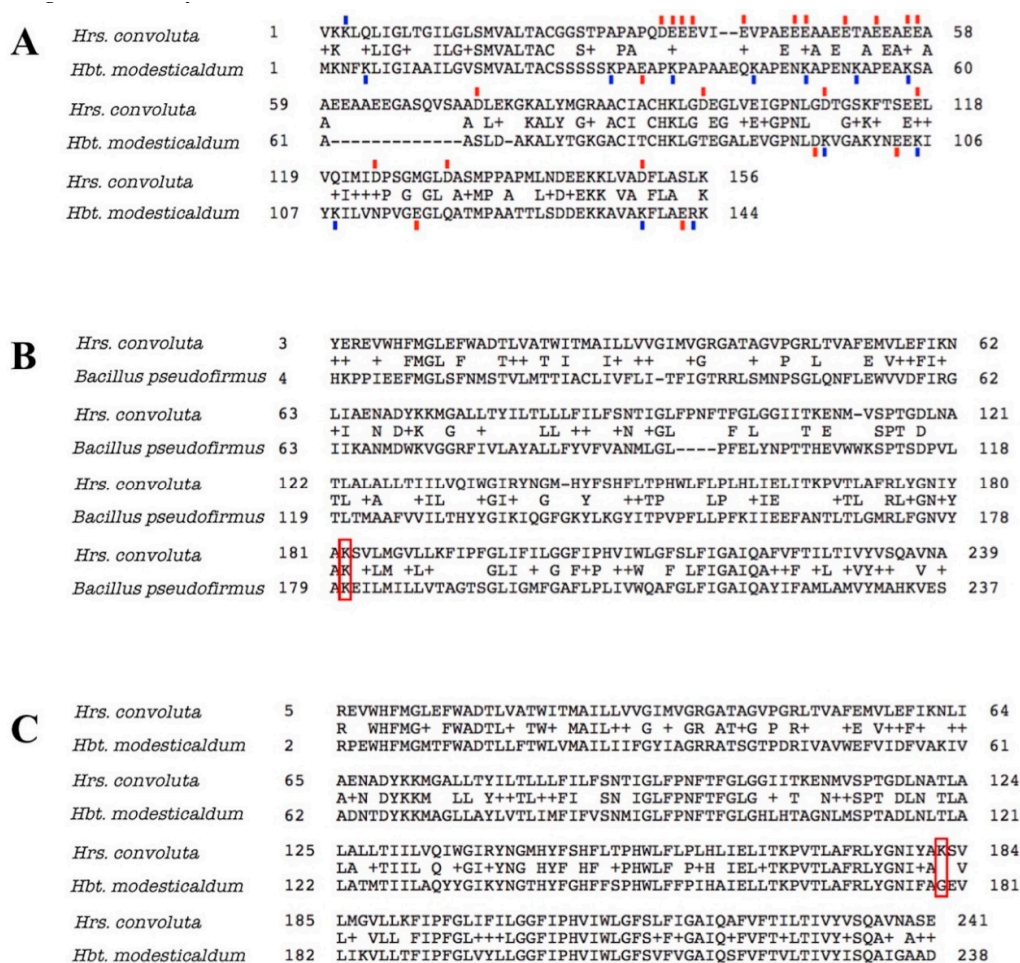 A
Hrs. convoluta 1 VKKLQLIGLTGILGLSMVALTACGGSTPAPAPQDEEEVI--EVPAEEEAAEETAEEAEEA 58
+K +LIG+ +LG+ SMVALTAC S+ PA + + E +A E A EA+ A
Hbt. modesticaldum 1 MKNFKLIGIAAILGVSMVALTACSSSSSKPAEAPKPAPAAEQKAPENKAPENKAPEAKSA 60
Hrs. convoluta 59 AEEAAEEGASQVSAADLEKGKALYMGRAACIACHKLGDEGLVEIGPNLGDTGSKFTSEEL 118
A A L+ KALY G+ ACI CHKLG EG +E+GPNL G+K+ E++
Hbt. modesticaldum 61 A-------------ASLD-AKALYTGKGACITCHKLGTEGALEVGPNLDKVGAKYNEEKI 106
Hrs. convoluta 119 VQIMIDPSGMGLDASMPPAPMLNDEEKKLVADFLASLK 156
+I+++P G GLA+MPA L+D+EKK VA FLA K
Hbt. modesticaldum 107 YKILVNPVGEGLQATMPAATTLSDDEKKAVAKFLAERK 144
B
Hrs. convoluta 3 YEREVWHFMGLEFWADTLVATWITMAILLVVGIMVGRGATAGVPGRLTVAFEMVLEFIKN 62
++ + FMGL F T++ T I I+ ++ +G + P L E V++FI+
Bacillus pseudofirmus 4 HKPPIEEFMGLSFNMSTVLMTTIACLIVFLI-TFIGTRRLSMNPSGLQNFLEWVVDFIRG 62
Hrs. convoluta 63 LIAENADYKKMGALLTYILTLLLFILFSNTIGLFPNFTFGLGGIITKENM-VSPTGDLNA 121
+I N D+K G + LL ++ +N +GL F L T E SPT D
Bacillus pseudofirmus 63 IIKANMDWKVGGRFIVLAYALLFYVFVANMLGL----PFELYNPTTHEVWWKSPTSDPVL 118
Hrs. convoluta 122 TLALALLTIILVQIWGIRYNGM-HYFSHFLTPHWLFLPLHLIELITKPVTLAFRLYGNIY 180
TL +A +IL +GI+ G Y ++TP LP +IE +TL RL+GN+Y
Bacillus pseudofirmus 119 TLTMAAFVVILTHYYGIKIQGFGKYLKGYITPVPFLLPFKIIEEFANTLTLGMRLFGNVY 178
Hrs. convoluta 181 AKSVLMGVLLKFIPFGLIFILGGFIPHVIWLGFSLFIGAIQAFVFTILTIVYVSQAVNA 239
AK +LM +L+ GLI + G F+P ++W F LFIGAIQA++F +L +VY++ V +
Bacillus pseudofirmus 179 AKEILMILLVTAGTSGLIGMFGAFLPLIVWQAFGLFIGAIQAYIFAMLAMVYMAHKVES 237
C
Hrs. convoluta 5 REVWHFMGLEFWADTLVATWITMAILLVVGIMVGRGATAGVPGRLTVAFEMVLEFIKNLI 64
R WHFMG+ FWADTL+ TW+ MAIL++ G + GR AT+G P R+ +E V++F+ ++
Hbt. modesticaldum 2 RPEWHFMGMTFWADTLLFTWLVMAILIIFGYIAGRRATSGTPDRIVAVWEFVIDFVAKIV 61
Hrs. convoluta 65 AENADYKKMGALLTYILTLLLFILFSNTIGLFPNFTFGLGGIITKENMVSPTGDLNATLA 124
A+N DYKKM LL Y++TL++FI SN IGLFPNFTFGLG + T N++SPT DLN TLA
Hbt. modesticaldum 62 ADNTDYKKMAGLLAYLVTLIMFIFVSNMIGLFPNFTFGLGHLHTAGNLMSPTADLNLTLA 121
Hrs. convoluta 125 LALLTIILVQIWGIRYNGMHYFSHFLTPHWLFLPLHLIELITKPVTLAFRLYGNIYAKSV 184
LA +TIIL Q +GI+YNG HYF HF +PHWLF P+H IEL+TKPVTLAFRLYGNI+A V
Hbt. modesticaldum 122 LATMTIILAQYYGIKYNGTHYFGHFFSPHWLFFPIHAIELLTKPVTLAFRLYGNIFAGEV 181
Hrs. convoluta 185 LMGVLLKFIPFGLIFILGGFIPHVIWLGFSLFIGAIQAFVFTILTIVYVSQAVNASE 241
L+ VLL FIPFGL+++LGGFIPHVIWLGFS+F+GAIQ+FVFT+LTIVY+SQA+ A++
Hbt. modesticaldum 182 LIKVLLTFIPFGLVYLLGGFIPHVIWLGFSVFVGAIQSFVFTVLTIVYISQAIGAAD 238